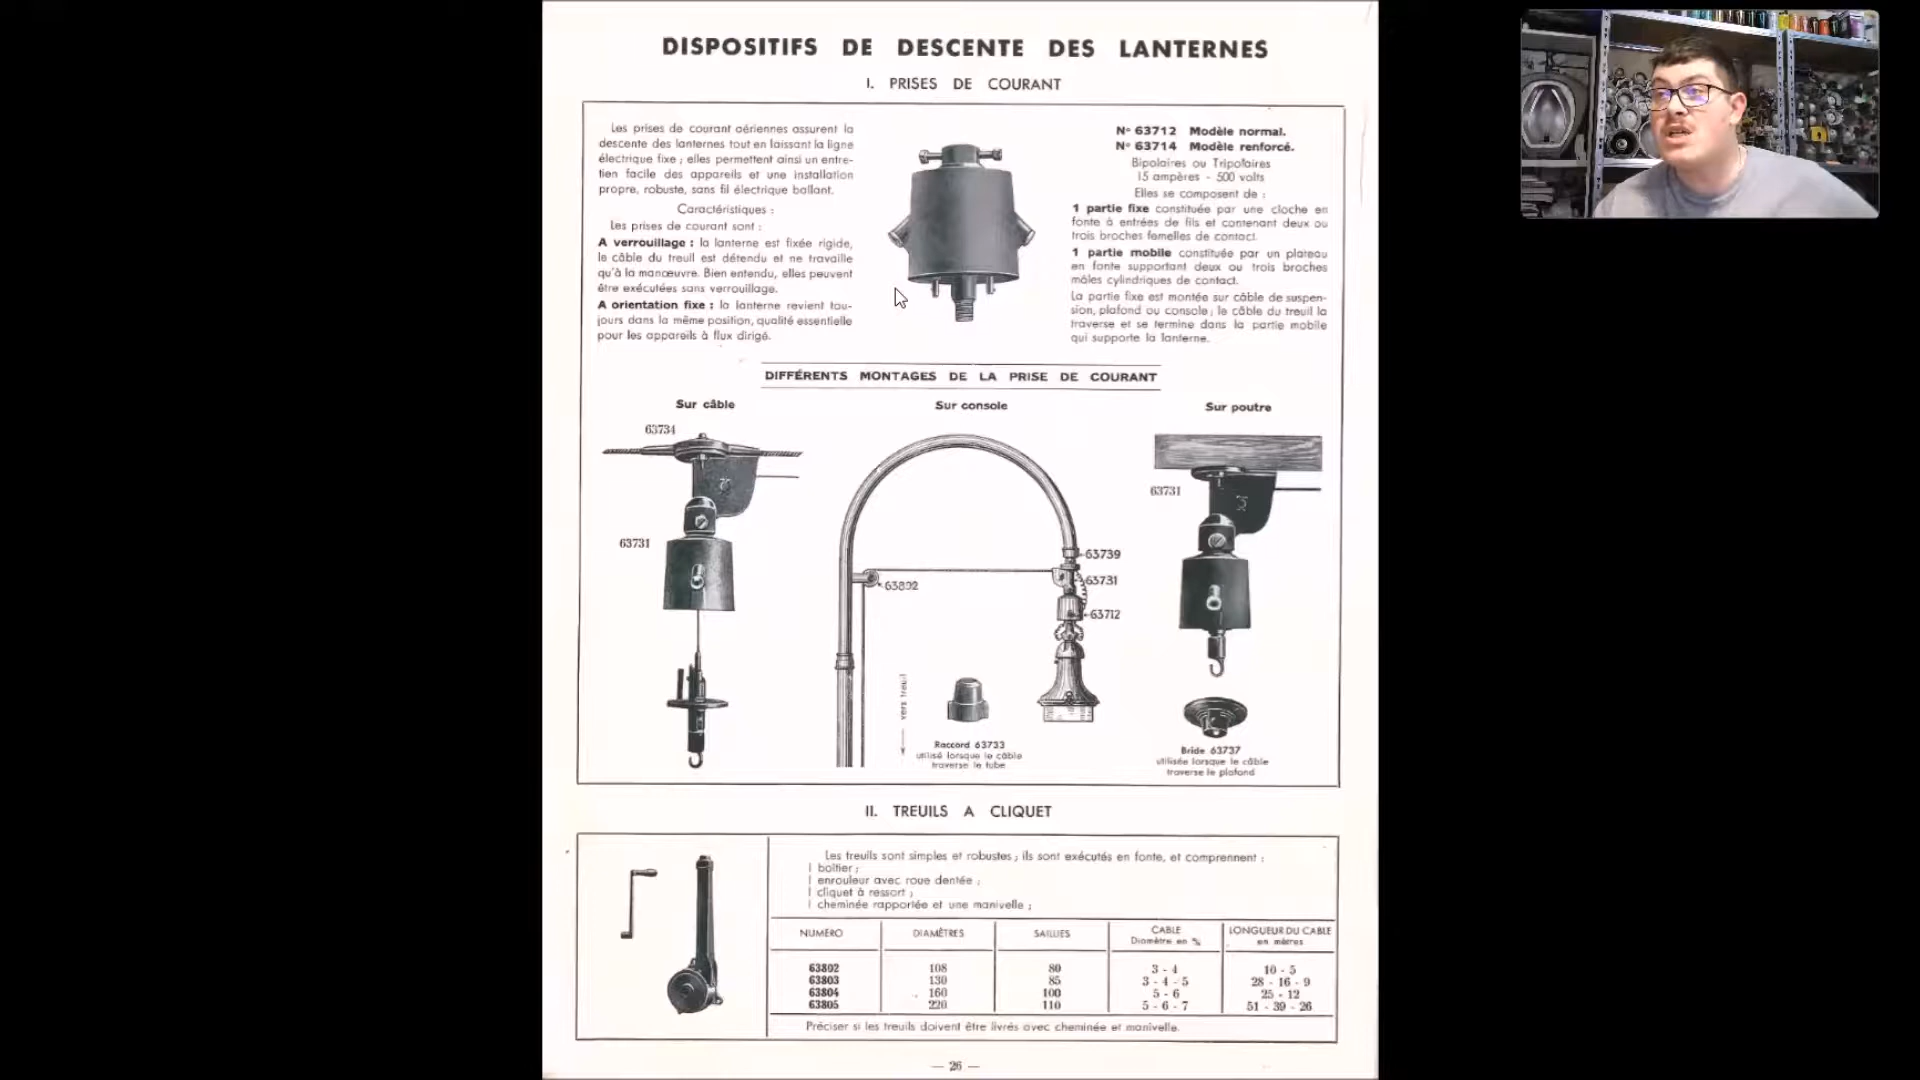 DISPOSITIFS DE DESCENTE DES LANTERNES
I. PRISES DE COURANT
Les prises de courant aériennes assurent la
descente des lanternes tout en laissant la ligne
électrique fixe ; elles permettent ainsi un entre-
tien facile des appareils et une installation
propre, robuste, sans fil électrique ballant.
Caractéristiques :
Les prises de courant sont :
A verrouillage : la lanterne est fixée rigide,
le câble du treuil est détendu et ne travaille
qu'à la manœuvre. Bien entendu, elles peuvent
être exécutées sans verrouillage.
A orientation fixe : la lanterne revient tou-
jours dans la même position, qualité essentielle
pour les appareils à flux dirigé.
N° 63712 Modèle normal.
N° 63714 Modèle renforcé.
Bipolaires ou Tripolaires
15 ampères - 500 volts
Elles se composent de :
1 partie fixe constituée par une cloche en
fonte à entrées de fils et contenant deux ou
trois broches femelles de contact.
1 partie mobile constituée par un plateau
en fonte supportant deux ou trois broches
mâles cylindriques de contact.
La partie fixe est montée sur câble de suspen-
sion, plafond ou console ; le câble du treuil la
traverse et se termine dans la partie mobile
qui supporte la lanterne.
DIFFÉRENTS MONTAGES DE LA PRISE DE COURANT
Sur câble
Sur console
Sur poutre
63734
63731
63802
63739
63731
63712
63731
vers treuil
Raccord 63733
utilisé lorsque le câble
traverse le tube
Bride 63737
utilisée lorsque le câble
traverse le plafond
II. TREUILS A CLIQUET
Les treuils sont simples et robustes ; ils sont exécutés en fonte, et comprennent :
1 boîtier ;
1 enrouleur avec roue dentée ;
1 cliquet à ressort ;
1 cheminée rapportée et une manivelle ;
NUMÉRO DIAMÈTRES SAILLIES CABLE Diamètre en % LONGUEUR DU CABLE en mètres
63802 108 80 3 - 4 10 - 5
63803 130 85 3 - 4 - 5 28 - 16 - 9
63804 160 100 5 - 6 25 - 12
63805 220 110 5 - 6 - 7 51 - 39 - 26
Préciser si les treuils doivent être livrés avec cheminée et manivelle.
— 26 —